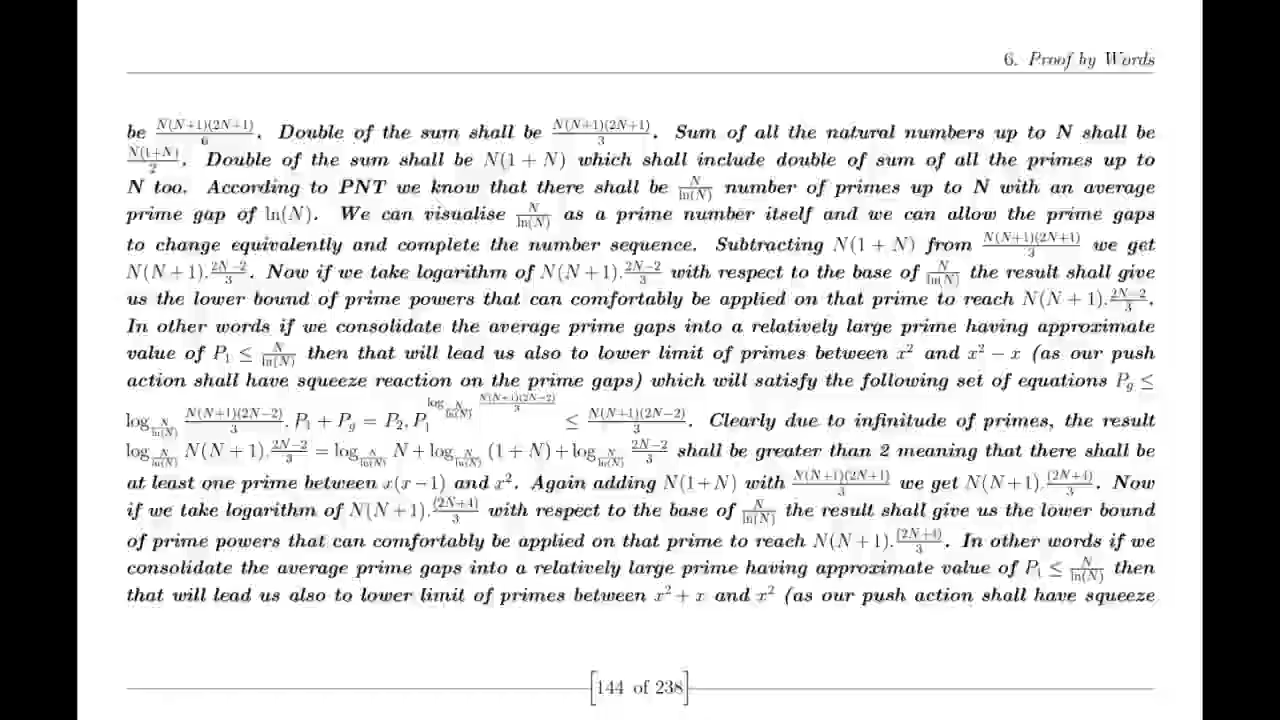 6. Proof by Words
be N(N+1)(2N+1)/6. Double of the sum shall be N(N+1)(2N+1)/3. Sum of all the natural numbers up to N shall be
N(1+N)/2. Double of the sum shall be N(1 + N) which shall include double of sum of all the primes up to
N too. According to PNT we know that there shall be N/ln(N) number of primes up to N with an average
prime gap of ln(N). We can visualise N/ln(N) as a prime number itself and we can allow the prime gaps
to change equivalently and complete the number sequence. Subtracting N(1 + N) from N(N+1)(2N+1)/3 we get
N(N + 1).2N−2/3. Now if we take logarithm of N(N + 1).2N−2/3 with respect to the base of N/ln(N) the result shall give
us the lower bound of prime powers that can comfortably be applied on that prime to reach N(N + 1).2N−2/3.
In other words if we consolidate the average prime gaps into a relatively large prime having approximate
value of P₁ ≤ N/ln(N) then that will lead us also to lower limit of primes between x² and x² − x (as our push
action shall have squeeze reaction on the prime gaps) which will satisfy the following set of equations P_g ≤
log_{N/ln(N)} N(N+1)(2N−2)/3. P₁ + P_g = P₂, P₁^{log_{N/ln(N)} N(N+1)(2N−2)/3} ≤ N(N+1)(2N−2)/3. Clearly due to infinitude of primes, the result
log_{N/ln(N)} N(N + 1).2N−2/3 = log_{N/ln(N)} N + log_{N/ln(N)} (1 + N) + log_{N/ln(N)} 2N−2/3 shall be greater than 2 meaning that there shall be
at least one prime between x(x − 1) and x². Again adding N(1+N) with N(N+1)(2N+1)/3 we get N(N+1).(2N+4)/3. Now
if we take logarithm of N(N + 1).(2N+4)/3 with respect to the base of N/ln(N) the result shall give us the lower bound
of prime powers that can comfortably be applied on that prime to reach N(N + 1).(2N+4)/3. In other words if we
consolidate the average prime gaps into a relatively large prime having approximate value of P₁ ≤ N/ln(N) then
that will lead us also to lower limit of primes between x² + x and x² (as our push action shall have squeeze
144 of 238